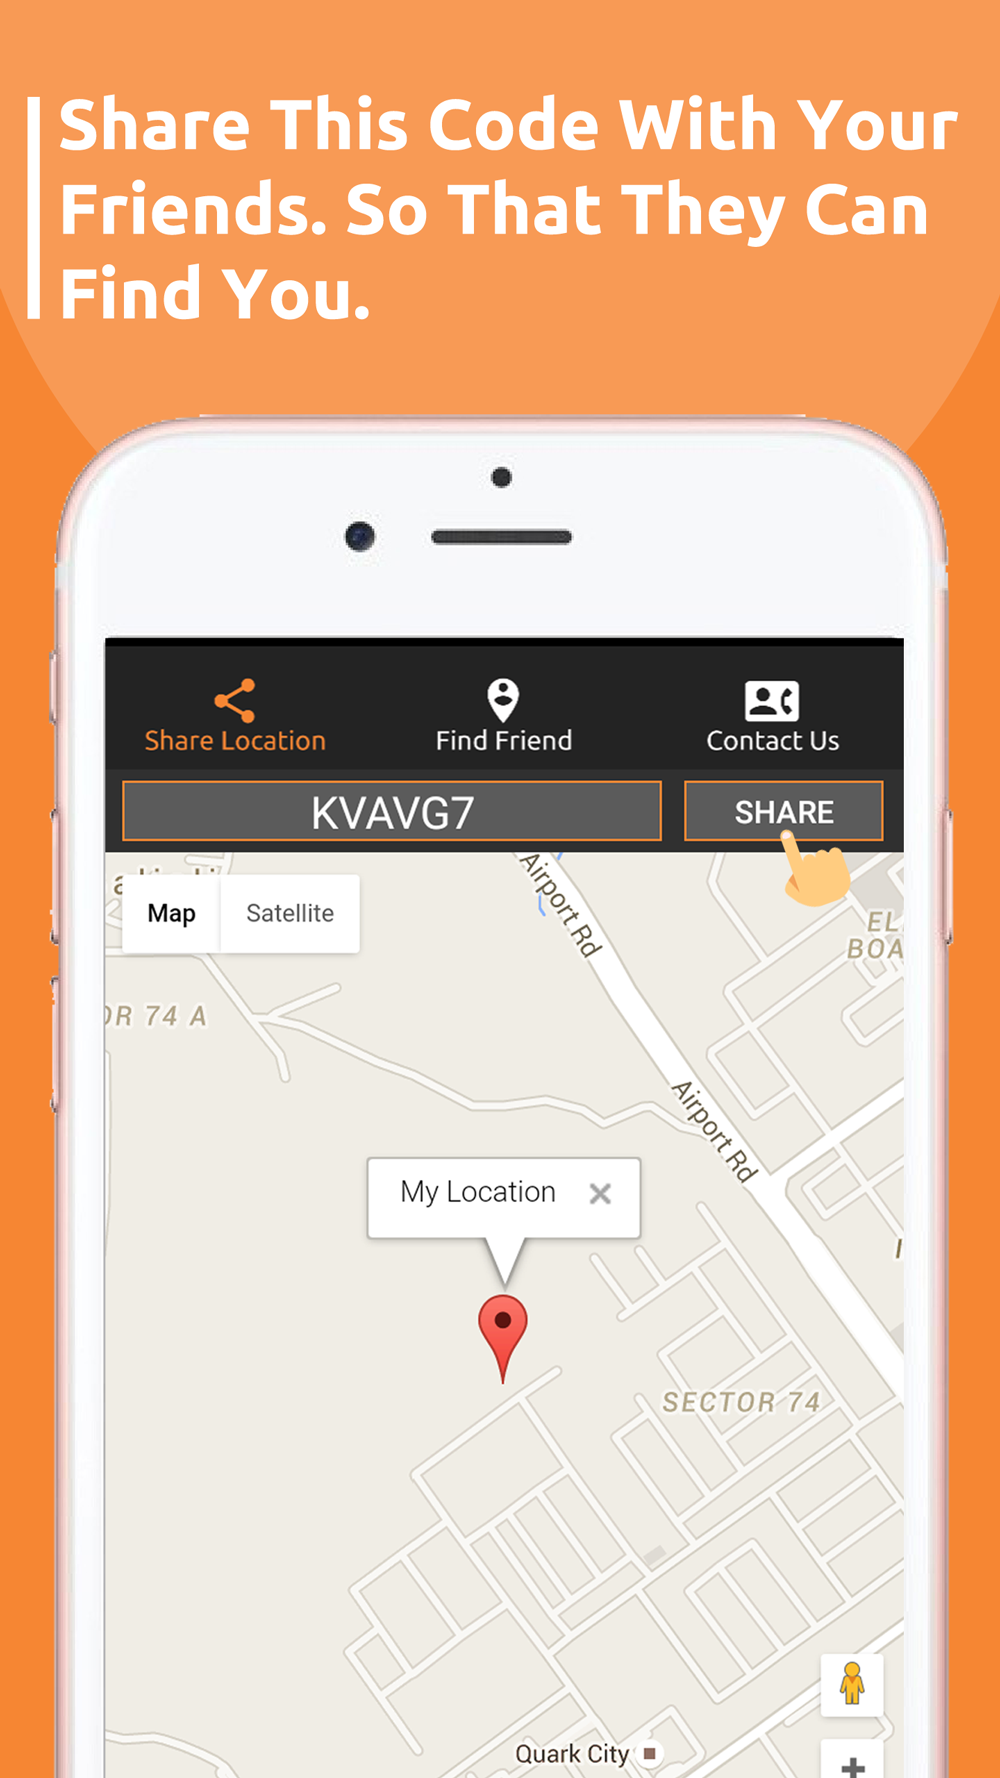 Share This Code With Your
Friends. So That They Can
Find You.
Share Location
Find Friend
Contact Us
KVAVG7
SHARE
Airport Rd
Map
Satellite
EL
BOA
OR 74 A
Airport Rd
My Location
SECTOR 74
Quark City